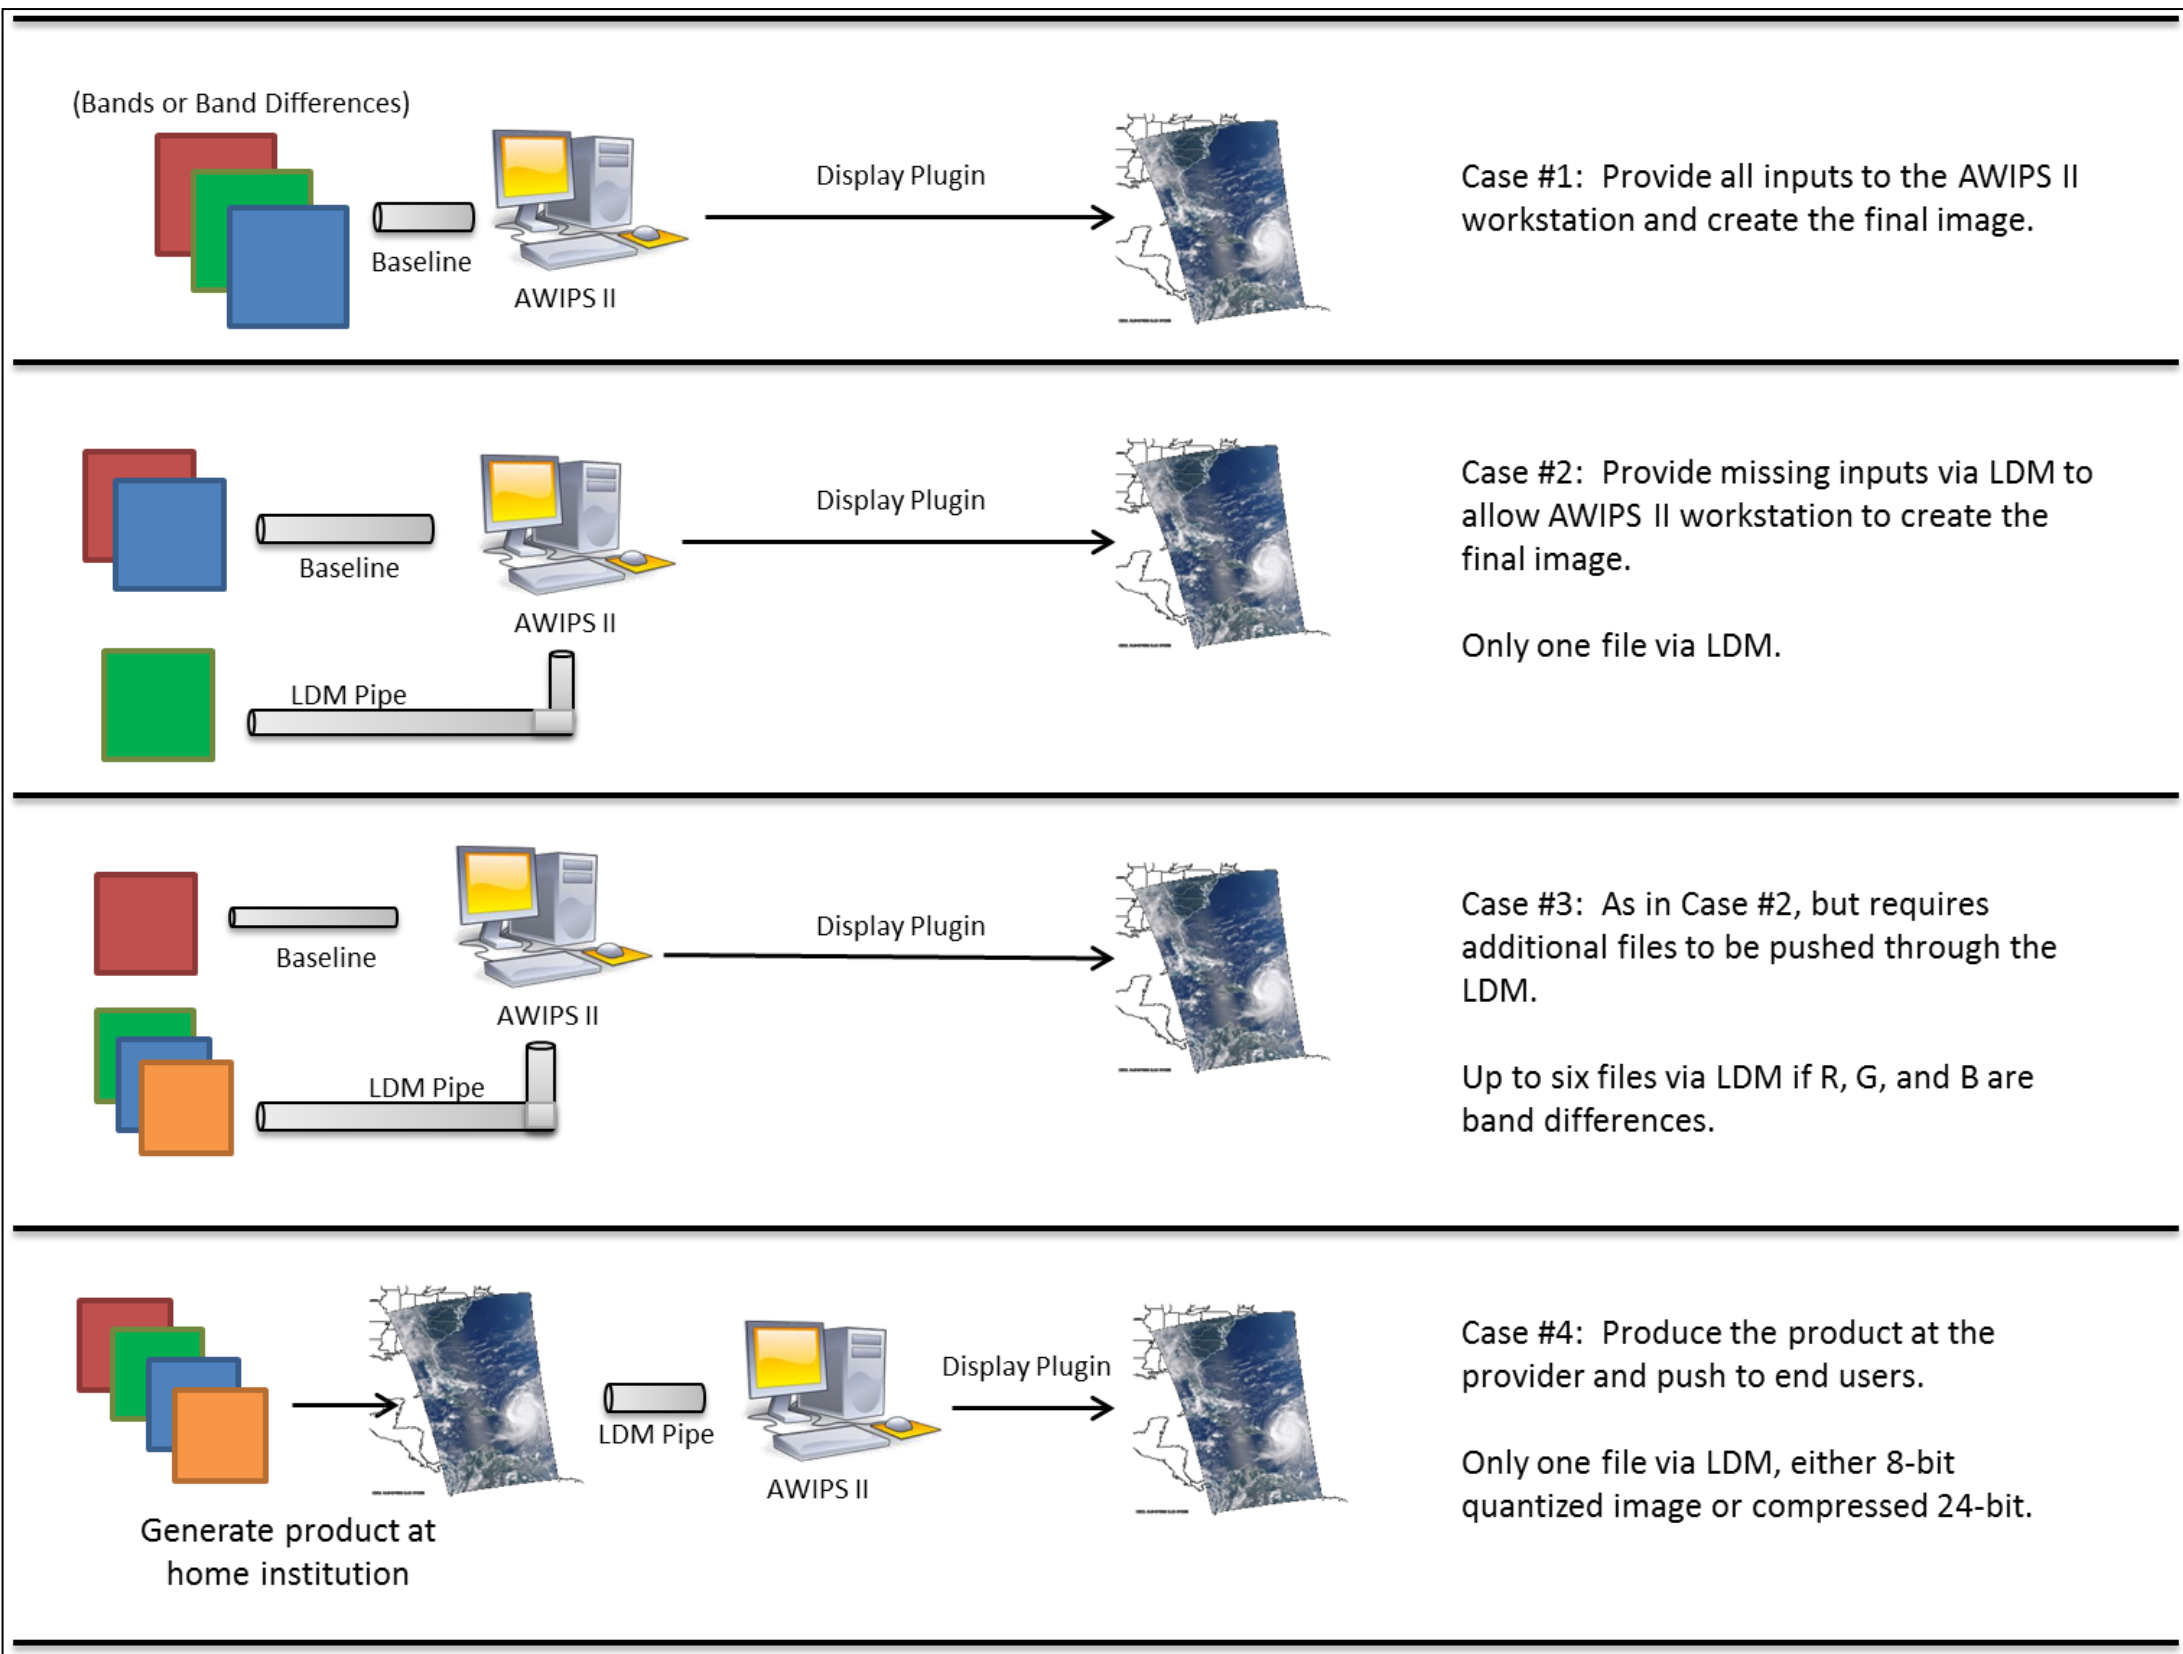 (Bands or Band Differences)
Baseline
AWIPS II
Display Plugin
Case #1:  Provide all inputs to the AWIPS II
workstation and create the final image.
Baseline
AWIPS II
LDM Pipe
Display Plugin
Case #2:  Provide missing inputs via LDM to
allow AWIPS II workstation to create the
final image.
Only one file via LDM.
Baseline
AWIPS II
LDM Pipe
Display Plugin
Case #3:  As in Case #2, but requires
additional files to be pushed through the
LDM.
Up to six files via LDM if R, G, and B are
band differences.
Generate product at
home institution
LDM Pipe
AWIPS II
Display Plugin
Case #4:  Produce the product at the
provider and push to end users.
Only one file via LDM, either 8-bit
quantized image or compressed 24-bit.